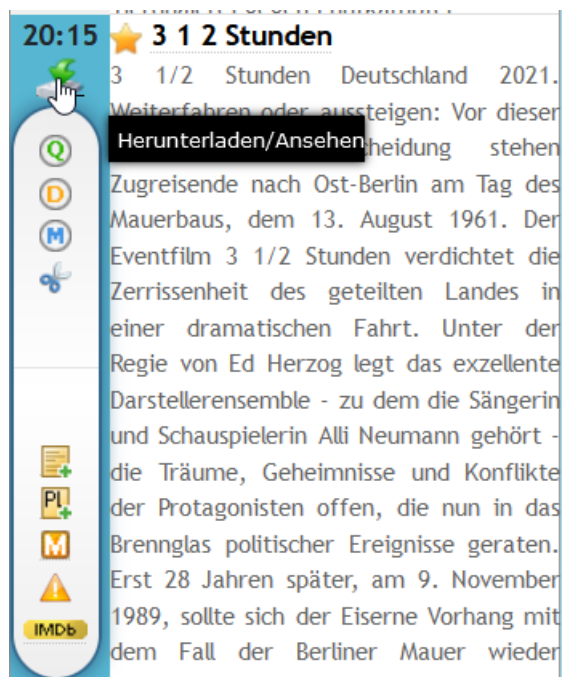 20:15 3 1 2 Stunden
3 1/2 Stunden Deutschland 2021.
Weiterfahren oder aussteigen: Vor dieser
Herunterladen/Ansehen
cheidung stehen
Q
Zugreisende nach Ost-Berlin am Tag des
D
Mauerbaus, dem 13. August 1961. Der
M
Eventfilm 3 1/2 Stunden verdichtet die
Zerrissenheit des geteilten Landes in
einer dramatischen Fahrt. Unter der
Regie von Ed Herzog legt das exzellente
Darstellerensemble - zu dem die Sängerin
und Schauspielerin Alli Neumann gehört -
die Träume, Geheimnisse und Konflikte
PL
der Protagonisten offen, die nun in das
M
Brennglas politischer Ereignisse geraten.
Erst 28 Jahren später, am 9. November
1989, sollte sich der Eiserne Vorhang mit
IMDb
dem Fall der Berliner Mauer wieder